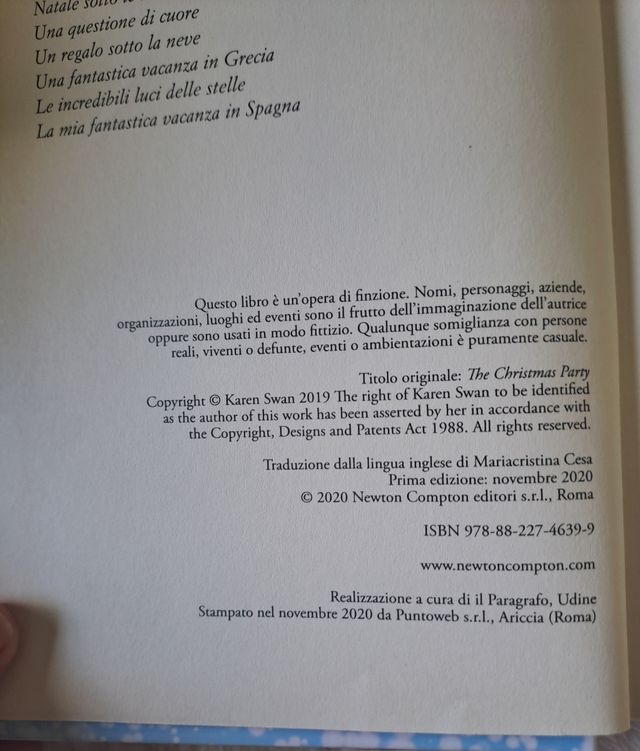 Natale sotto
Una questione di cuore
Un regalo sotto la neve
Una fantastica vacanza in Grecia
Le incredibili luci delle stelle
La mia fantastica vacanza in Spagna
Questo libro è un'opera di finzione. Nomi, personaggi, aziende,
organizzazioni, luoghi ed eventi sono il frutto dell'immaginazione dell'autrice
oppure sono usati in modo fittizio. Qualunque somiglianza con persone
reali, viventi o defunte, eventi o ambientazioni è puramente casuale.
Titolo originale: The Christmas Party
Copyright © Karen Swan 2019 The right of Karen Swan to be identified
as the author of this work has been asserted by her in accordance with
the Copyright, Designs and Patents Act 1988. All rights reserved.
Traduzione dalla lingua inglese di Mariacristina Cesa
Prima edizione: novembre 2020
© 2020 Newton Compton editori s.r.l., Roma
ISBN 978-88-227-4639-9
www.newtoncompton.com
Realizzazione a cura di il Paragrafo, Udine
Stampato nel novembre 2020 da Puntoweb s.r.l., Ariccia (Roma)